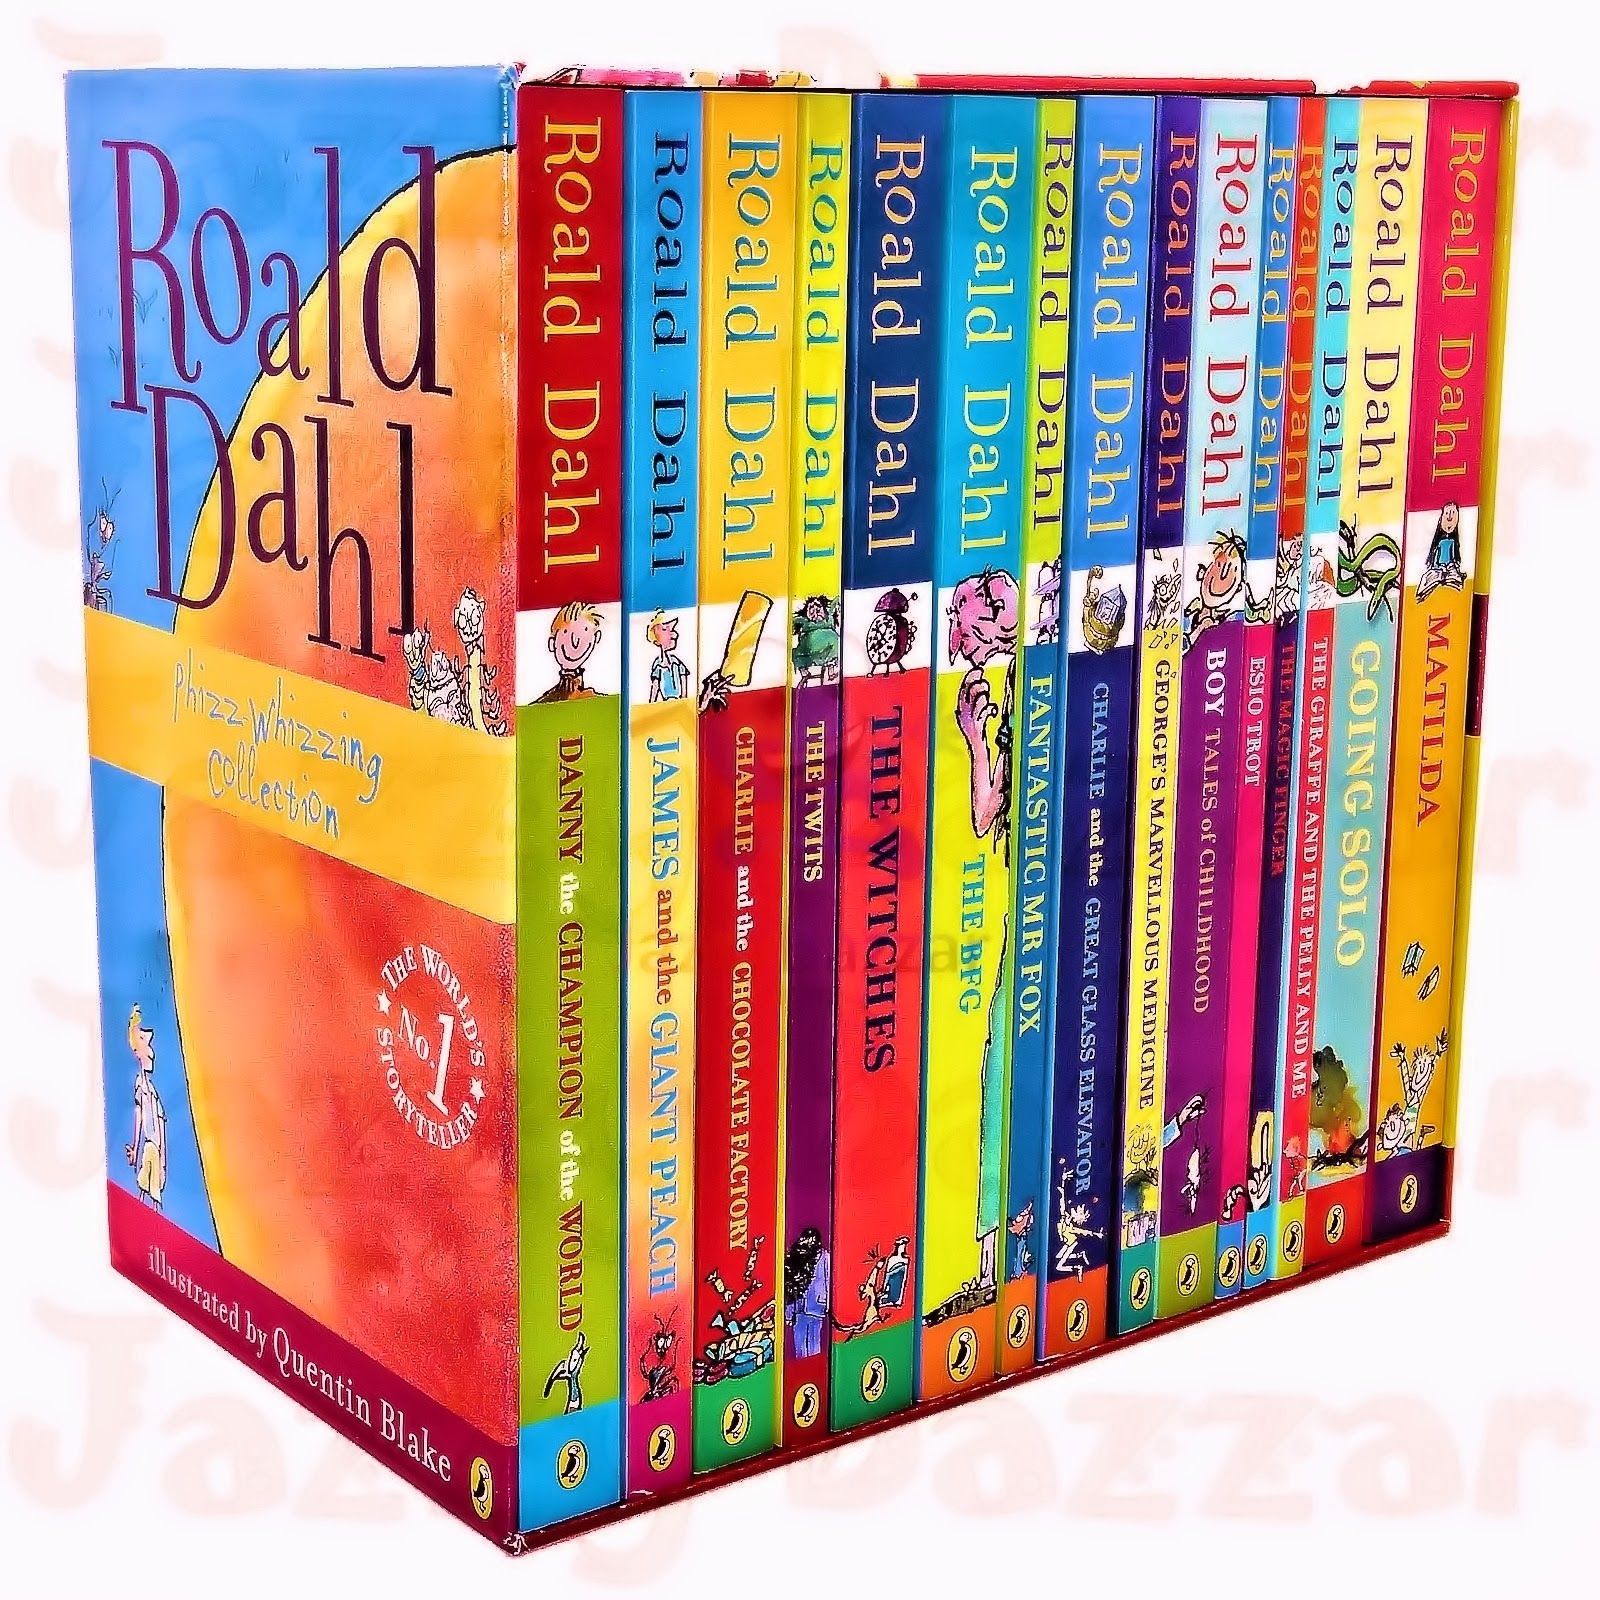 Roald
Dahl
phizz-whizzing
collection
THE WORLD'S
No. 1
STORYTELLER
illustrated by Quentin Blake
Roald Dahl
DANNY the CHAMPION of the WORLD
Roald Dahl
JAMES and the GIANT PEACH
Roald Dahl
CHARLIE and the CHOCOLATE FACTORY
Roald Dahl
THE TWITS
Roald Dahl
THE WITCHES
Roald Dahl
THE BFG
Roald Dahl
FANTASTIC MR FOX
Roald Dahl
CHARLIE and the GREAT GLASS ELEVATOR
Roald Dahl
GEORGE'S MARVELLOUS MEDICINE
Roald Dahl
BOY TALES of CHILDHOOD
Roald Dahl
ESIO TROT
Roald Dahl
THE MAGIC FINGER
Roald Dahl
THE GIRAFFE AND THE PELLY AND ME
Roald Dahl
GOING SOLO
Roald Dahl
MATILDA